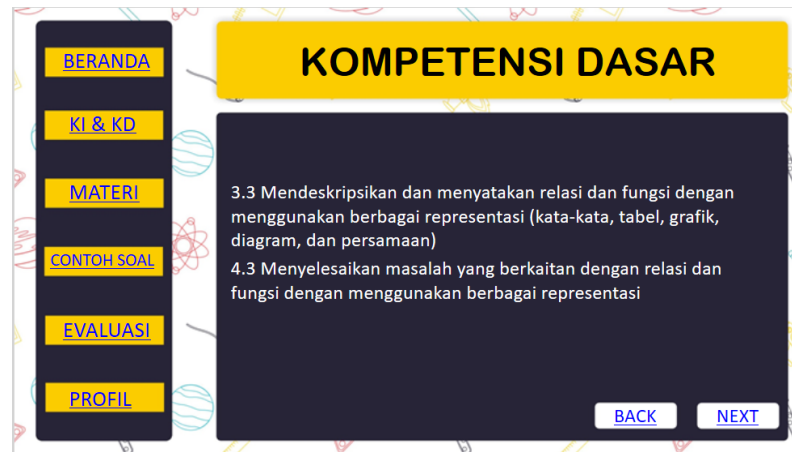 BERANDA
KI & KD
MATERI
CONTOH SOAL
EVALUASI
PROFIL
KOMPETENSI DASAR
3.3 Mendeskripsikan dan menyatakan relasi dan fungsi dengan
menggunakan berbagai representasi (kata-kata, tabel, grafik,
diagram, dan persamaan)
4.3 Menyelesaikan masalah yang berkaitan dengan relasi dan
fungsi dengan menggunakan berbagai representasi
BACK
NEXT